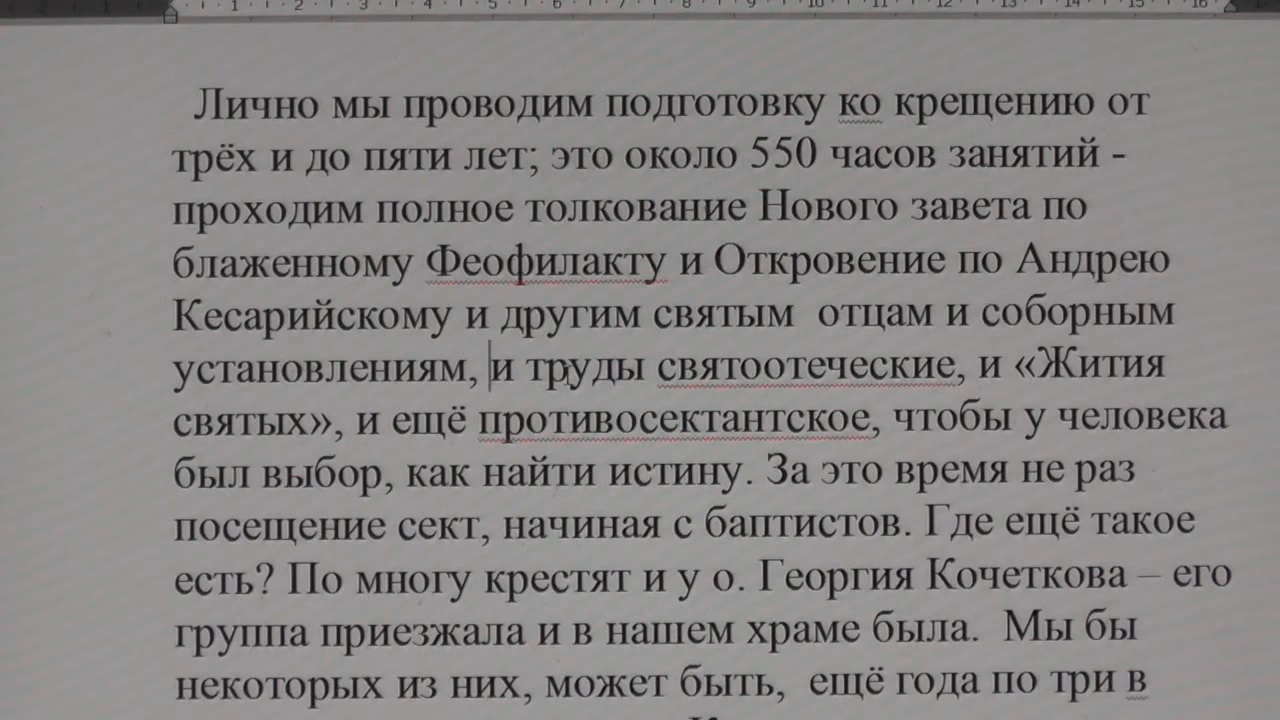 Лично мы проводим подготовку ко крещению от
трёх и до пяти лет; это около 550 часов занятий -
проходим полное толкование Нового завета по
блаженному Феофилакту и Откровение по Андрею
Кесарийскому и другим святым  отцам и соборным
установлениям, и труды святоотеческие, и «Жития
святых», и ещё противосектантское, чтобы у человека
был выбор, как найти истину. За это время не раз
посещение сект, начиная с баптистов. Где ещё такое
есть? По многу крестят и у о. Георгия Кочеткова – его
группа приезжала и в нашем храме была.  Мы бы
некоторых из них, может быть,  ещё года по три в